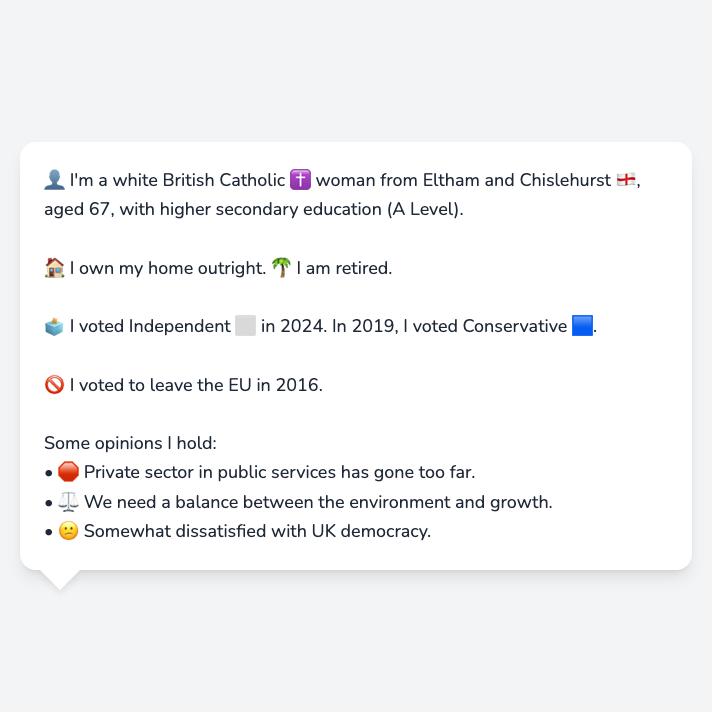 👤 I'm a white British Catholic ✝️ woman from Eltham and Chislehurst 🏴󠁧󠁢󠁥󠁮󠁧󠁿,
aged 67, with higher secondary education (A Level).
🏠 I own my home outright. 🌴 I am retired.
🗳️ I voted Independent ⬜ in 2024. In 2019, I voted Conservative 🟦.
🚫 I voted to leave the EU in 2016.
Some opinions I hold:
• 🛑 Private sector in public services has gone too far.
• ⚖️ We need a balance between the environment and growth.
• 😕 Somewhat dissatisfied with UK democracy.